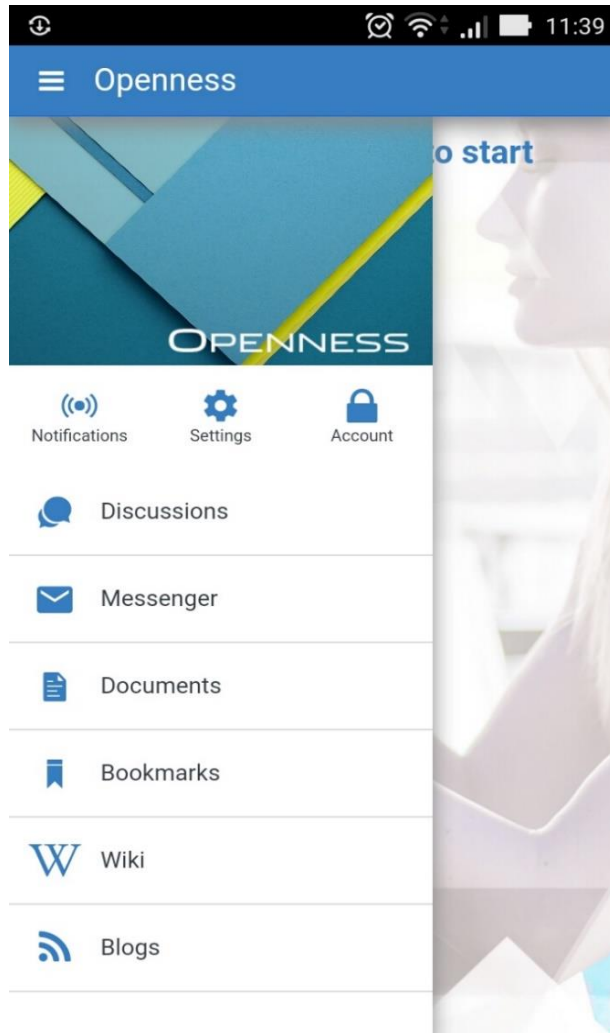 11:39
Openness
o start
OPENNESS
Notifications Settings Account
Discussions
Messenger
Documents
Bookmarks
Wiki
Blogs